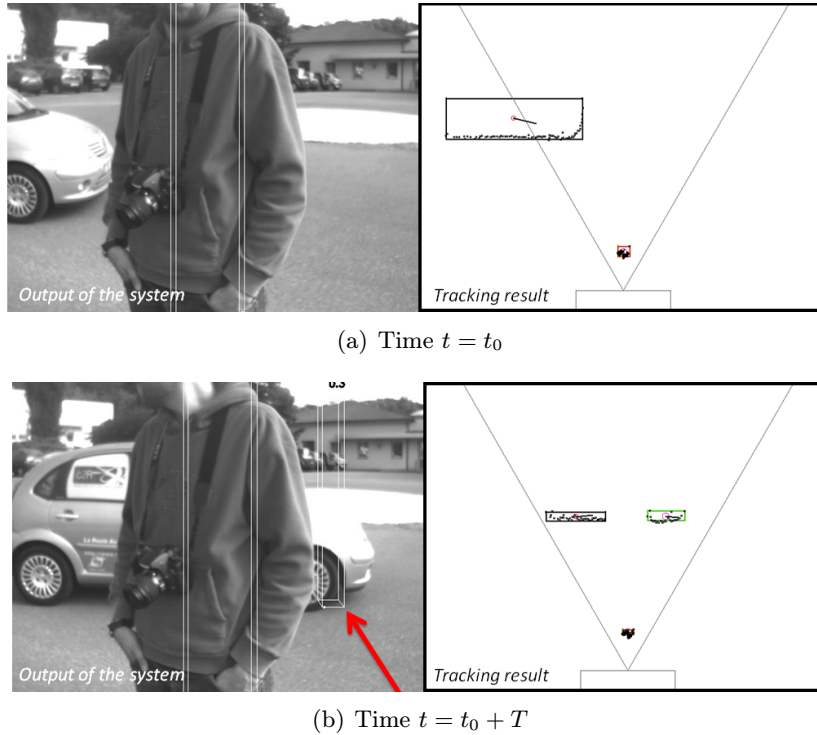 Output of the system
Tracking result
(a) Time t = t₀
0.3
Output of the system
Tracking result
(b) Time t = t₀ + T